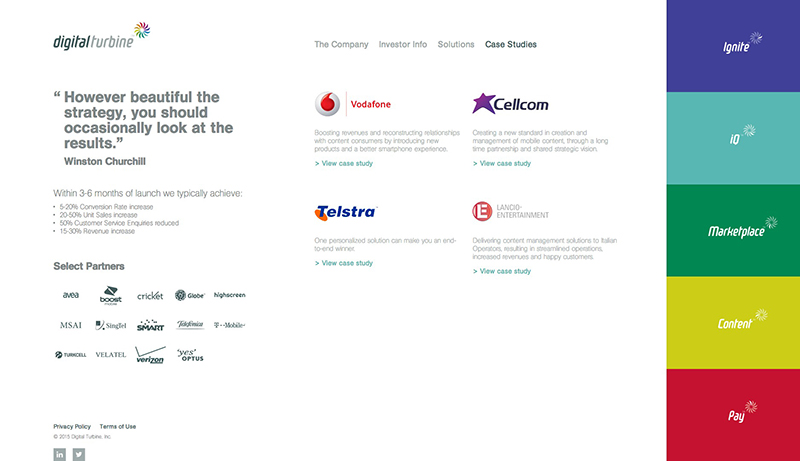 digital turbine
The Company Investor Info Solutions Case Studies
“ However beautiful the
strategy, you should
occasionally look at the
results.”
Winston Churchill
Within 3-6 months of launch we typically achieve:
• 5-20% Conversion Rate increase
• 20-50% Unit Sales increase
• 50% Customer Service Enquiries reduced
• 15-30% Revenue increase
Select Partners
avea boost mobile cricket Globe highscreen
MSAI SingTel SMART Telefónica T··Mobile·
TURKCELL VELATEL verizon 'yes' OPTUS
Vodafone
Boosting revenues and reconstructing relationships
with content consumers by introducing new
products and a better smartphone experience.
> View case study
Cellcom
Creating a new standard in creation and
management of mobile content, through a long
time partnership and shared strategic vision.
> View case study
Telstra
One personalized solution can make you an end-
to-end winner.
> View case study
LE LANCIO-
ENTERTAINMENT
Delivering content management solutions to Italian
Operators, resulting in streamlined operations,
increased revenues and happy customers.
> View case study
Ignite
iQ
Marketplace
Content
Pay
Privacy Policy Terms of Use
© 2015 Digital Turbine, Inc.
in